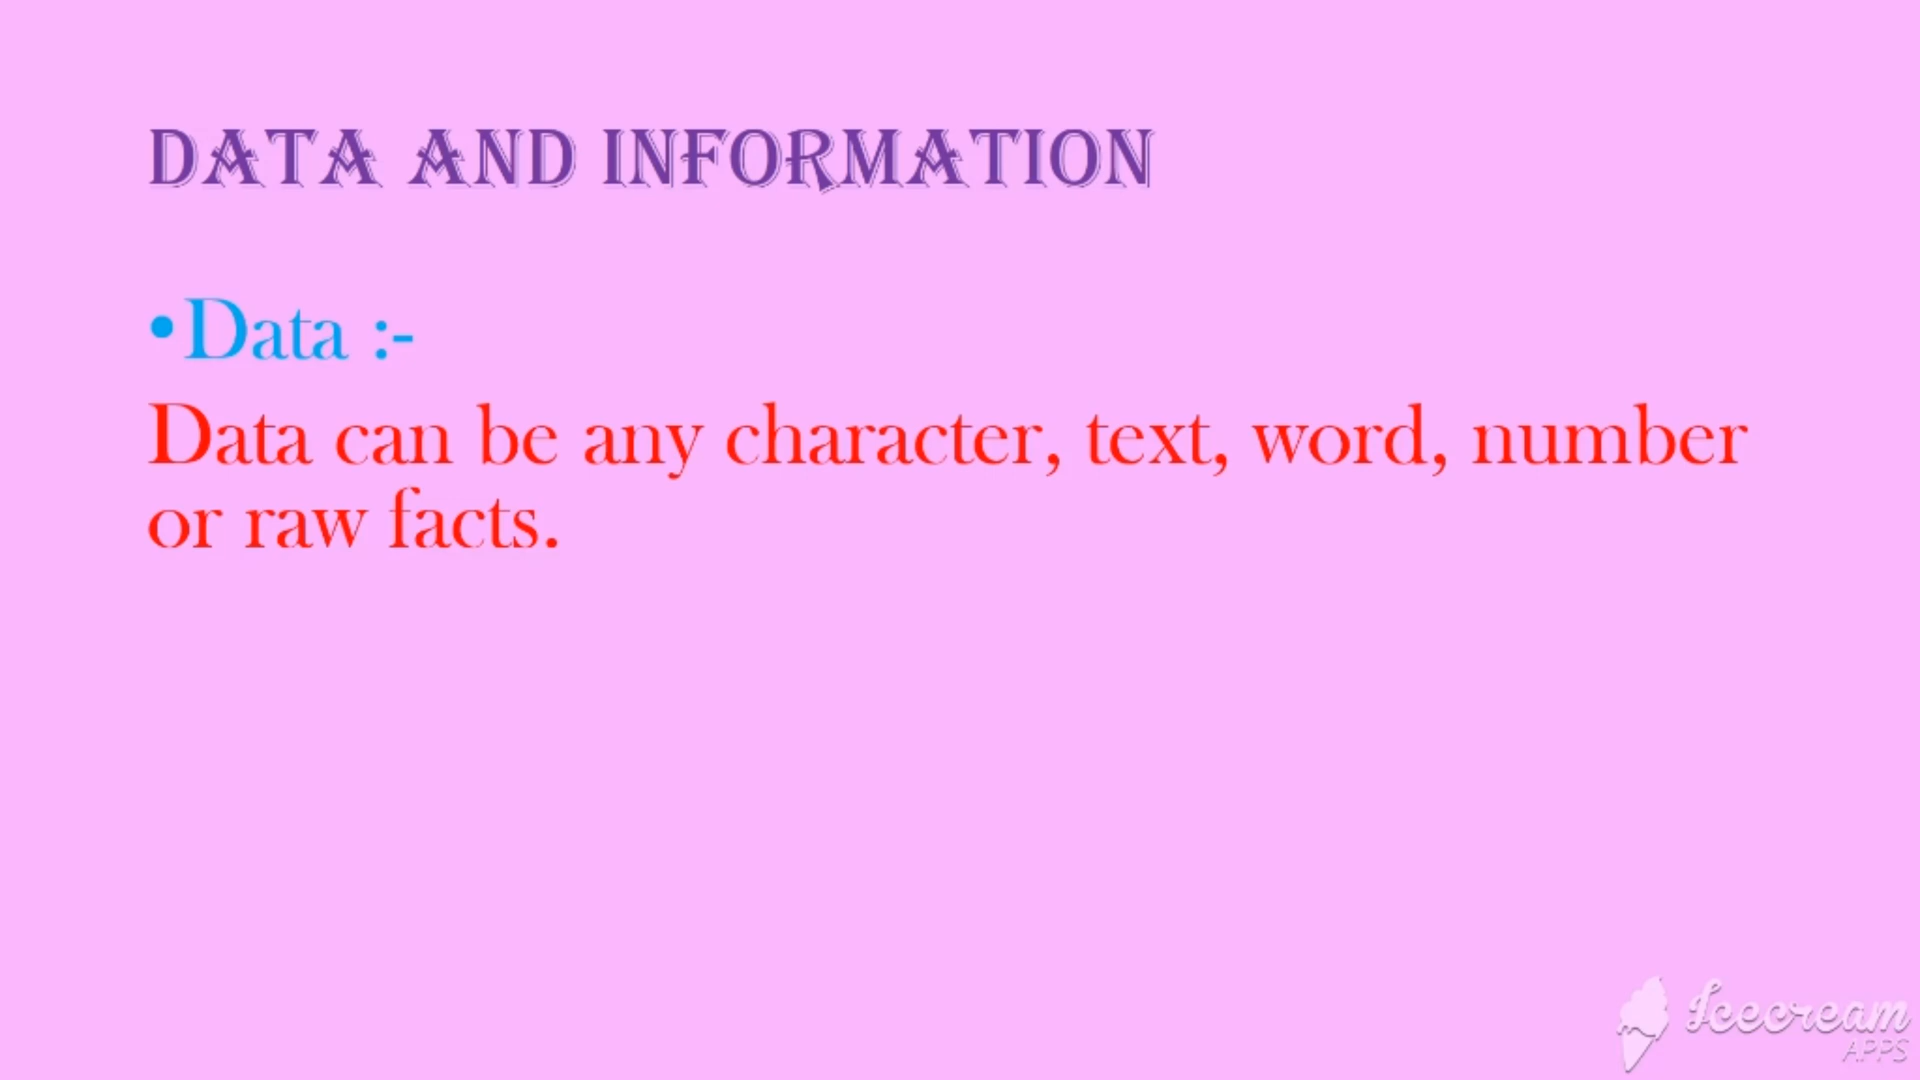 DATA AND INFORMATION
•Data :-
Data can be any character, text, word, number
or raw facts.
Icecream
APPS